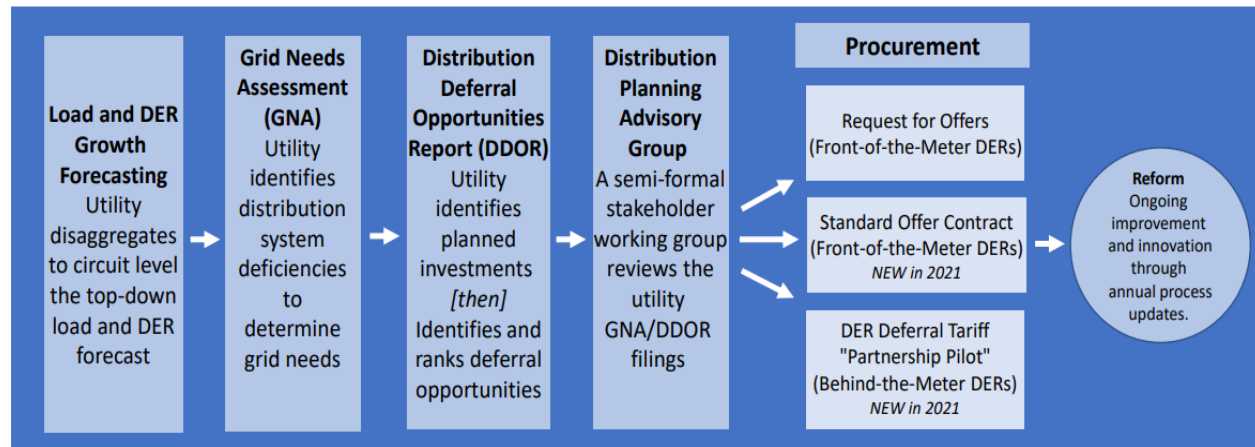 Load and DER
Growth
Forecasting
Utility
disaggregates
to circuit level
the top-down
load and DER
forecast
Grid Needs
Assessment
(GNA)
Utility
identifies
distribution
system
deficiencies
to
determine
grid needs
Distribution
Deferral
Opportunities
Report (DDOR)
Utility
identifies
planned
investments
[then]
Identifies and
ranks deferral
opportunities
Distribution
Planning
Advisory
Group
A semi-formal
stakeholder
working group
reviews the
utility
GNA/DDOR
filings
Procurement
Request for Offers
(Front-of-the-Meter DERs)
Standard Offer Contract
(Front-of-the-Meter DERs)
NEW in 2021
DER Deferral Tariff
"Partnership Pilot"
(Behind-the-Meter DERs)
NEW in 2021
Reform
Ongoing
improvement
and innovation
through
annual process
updates.